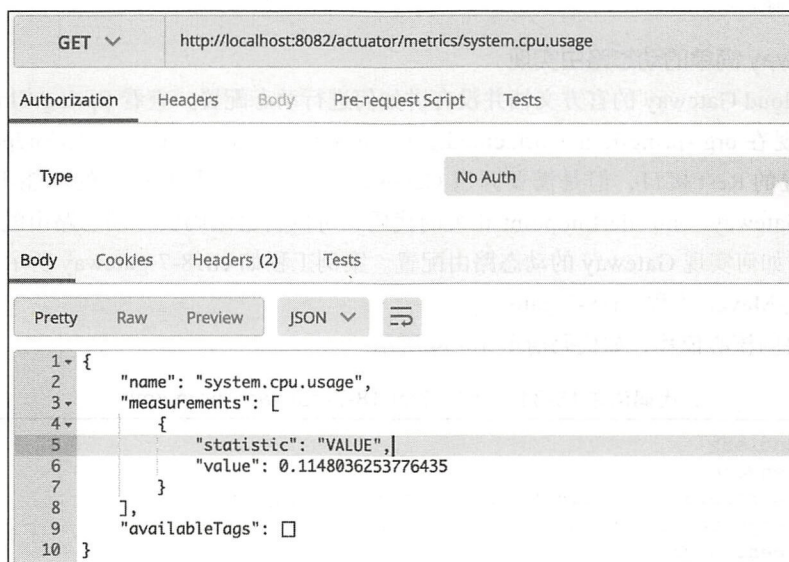 GET http://localhost:8082/actuator/metrics/system.cpu.usage
Authorization Headers Body Pre-request Script Tests
Type No Auth
Body Cookies Headers (2) Tests
Pretty Raw Preview JSON
1 {
2 "name": "system.cpu.usage",
3 "measurements": [
4 {
5 "statistic": "VALUE",
6 "value": 0.1148036253776435
7 }
8 ],
9 "availableTags": []
10 }